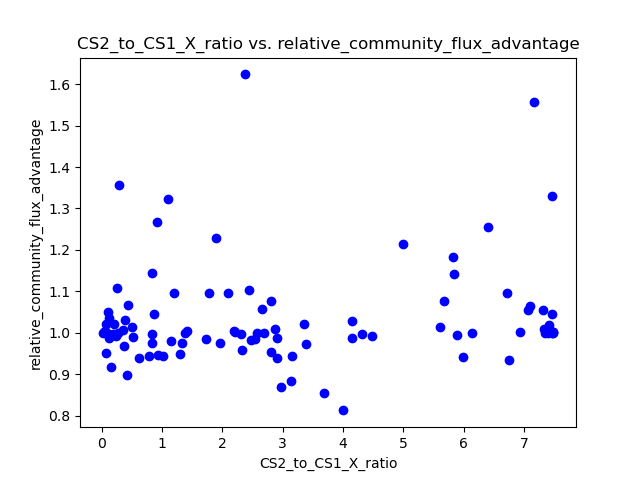 CS2_to_CS1_X_ratio vs. relative_community_flux_advantage
relative_community_flux_advantage
1.6
1.5
1.4
1.3
1.2
1.1
1.0
0.9
0.8
0 1 2 3 4 5 6 7
CS2_to_CS1_X_ratio